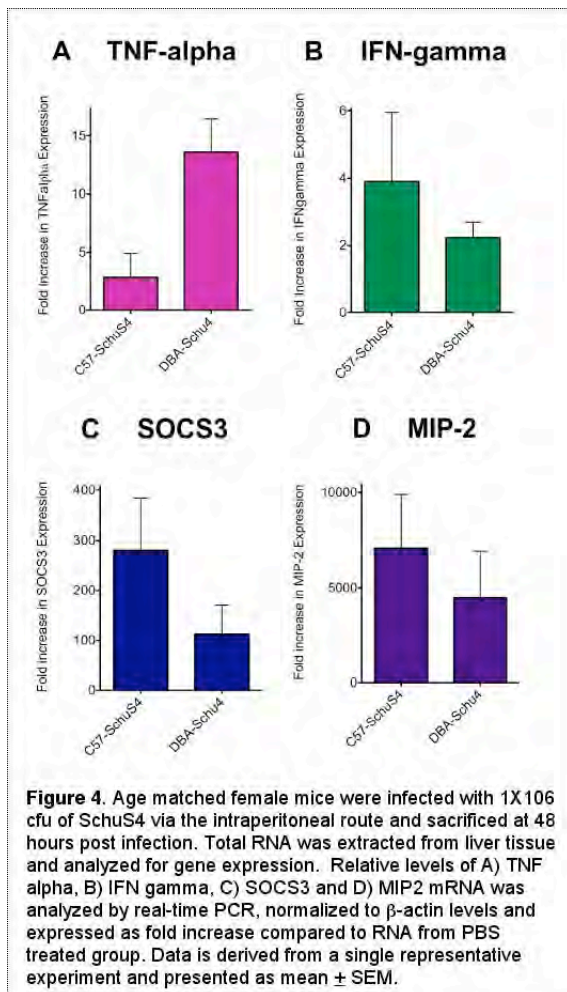 A TNF-alpha
B IFN-gamma
Fold Increase in TNFalpha Expression
15
10
5
0
C57-SchuS4
DBA-Schu4
Fold Increase in IFNgamma Expression
6
4
2
0
C57-SchuS4
DBA-Schu4
C SOCS3
D MIP-2
Fold increase in SOCS3 Expression
400
300
200
100
0
C57-SchuS4
DBA-Schu4
Fold increase in MIP-2 Expression
10000
5000
0
C57-SchuS4
DBA-Schu4
Figure 4. Age matched female mice were infected with 1X106
cfu of SchuS4 via the intraperitoneal route and sacrificed at 48
hours post infection. Total RNA was extracted from liver tissue
and analyzed for gene expression. Relative levels of A) TNF
alpha, B) IFN gamma, C) SOCS3 and D) MIP2 mRNA was
analyzed by real-time PCR, normalized to β-actin levels and
expressed as fold increase compared to RNA from PBS
treated group. Data is derived from a single representative
experiment and presented as mean ± SEM.